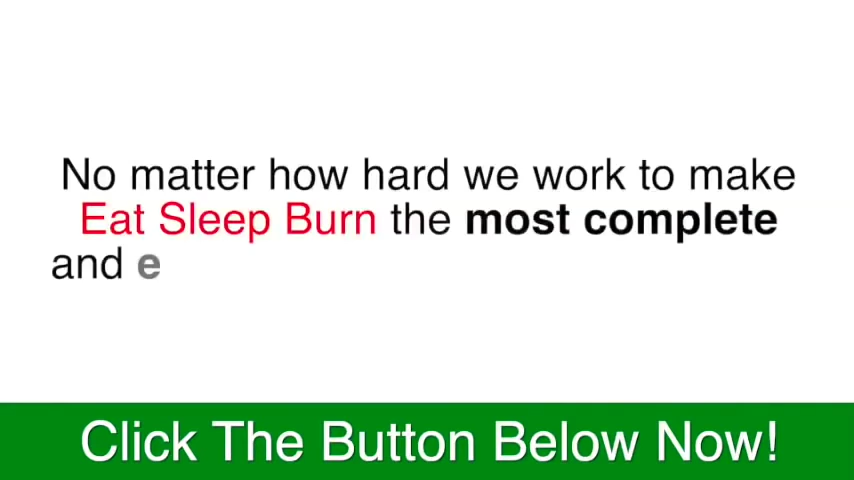 No matter how hard we work to make
Eat Sleep Burn the most complete
and e
Click The Button Below Now!